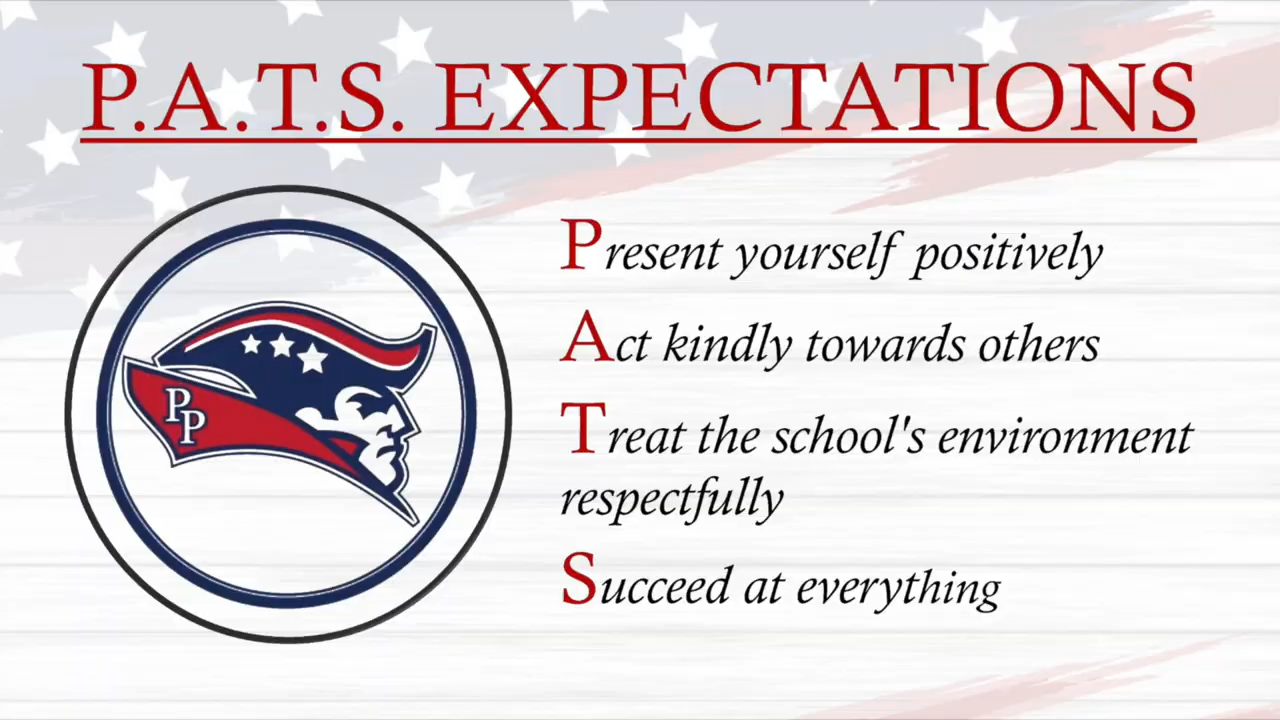 P.A.T.S. EXPECTATIONS
Present yourself positively
Act kindly towards others
Treat the school's environment
respectfully
Succeed at everything
PP